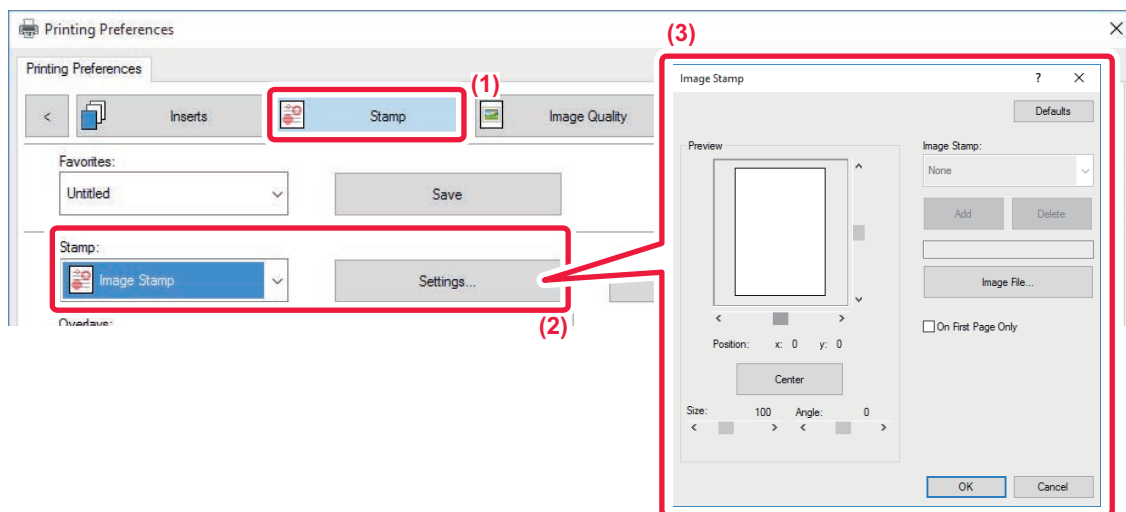 Printing Preferences
(3)
Printing Preferences
(1)
< Inserts Stamp Image Quality
Favorites:
Untitled Save
Stamp:
Image Stamp Settings...
(2)
Overlays:
Image Stamp ? ×
Defaults
Preview
Image Stamp:
None
Add Delete
Image File...
On First Page Only
Position: x: 0 y: 0
Center
Size: 100 Angle: 0
OK Cancel